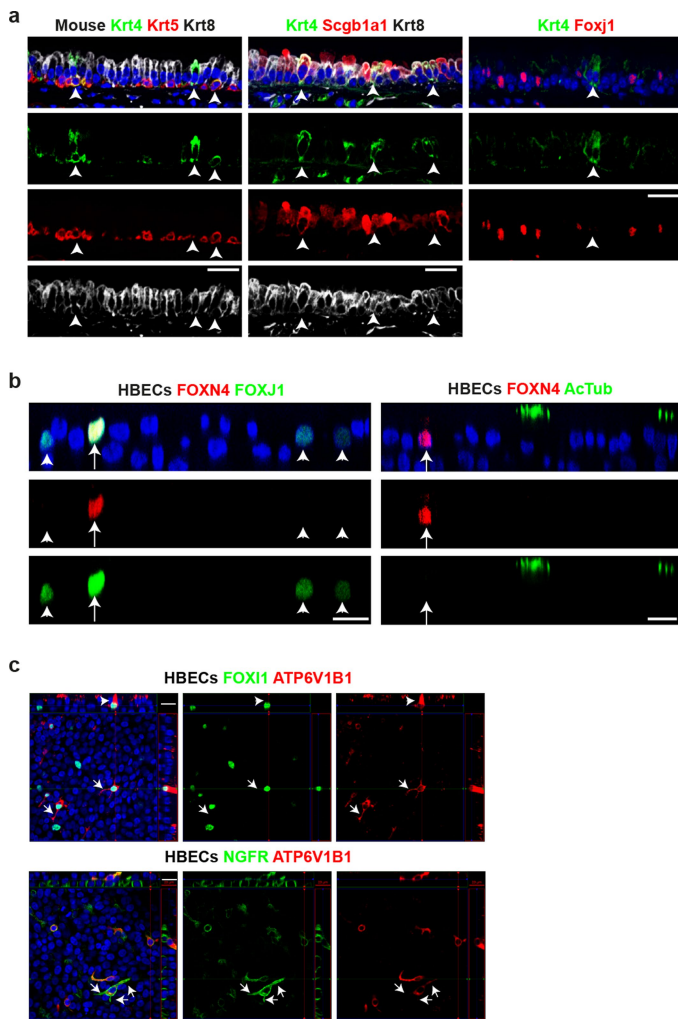 a
Mouse Krt4 Krt5 Krt8
Krt4 Scgb1a1 Krt8
Krt4 Foxj1
b
HBECs FOXN4 FOXJ1
HBECs FOXN4 AcTub
c
HBECs FOXI1 ATP6V1B1
HBECs NGFR ATP6V1B1